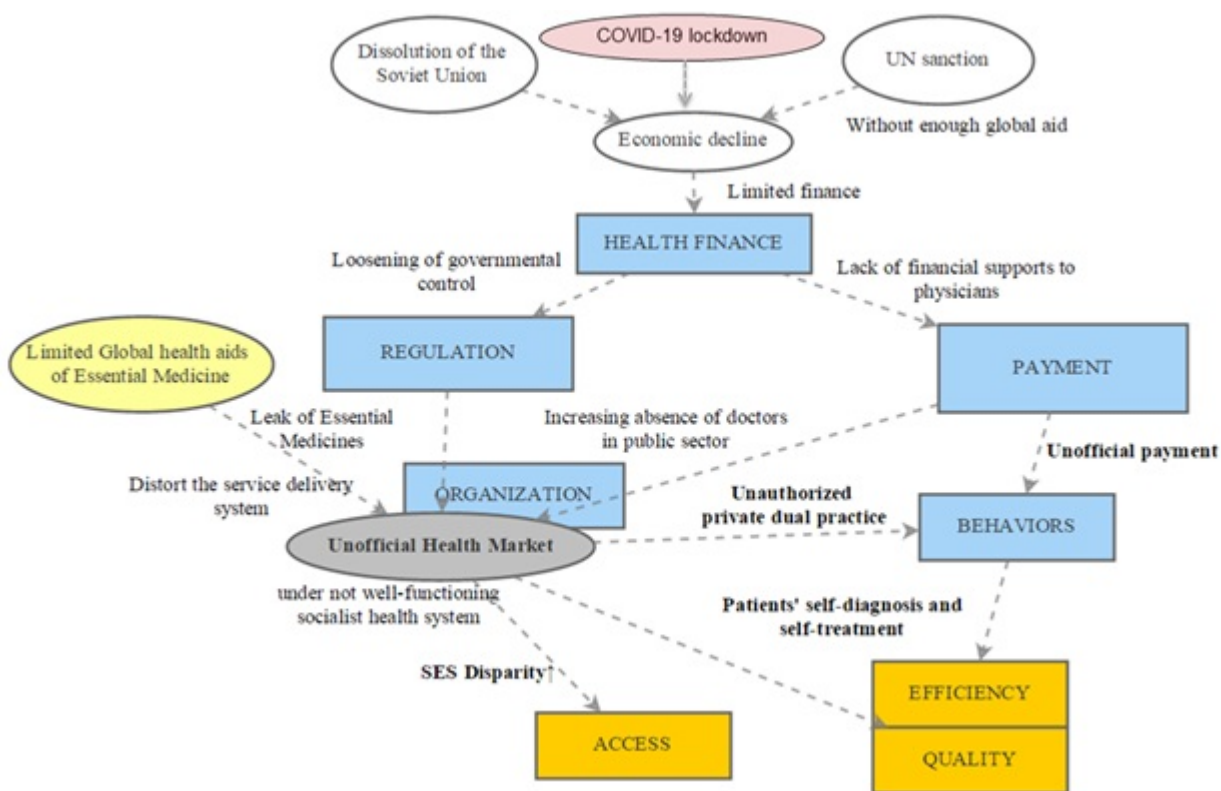 COVID-19 lockdown
Dissolution of the
Soviet Union
UN sanction
Without enough global aid
Economic decline
Limited finance
HEALTH FINANCE
Loosening of governmental
control
Lack of financial supports to
physicians
REGULATION
PAYMENT
Limited Global health aids
of Essential Medicine
Leak of Essential
Medicines
Increasing absence of doctors
in public sector
Unofficial payment
Distort the service delivery
system
ORGANIZATION
Unauthorized
private dual practice
BEHAVIORS
Unofficial Health Market
under not well-functioning
socialist health system
Patients' self-diagnosis and
self-treatment
SES Disparity↑
EFFICIENCY
ACCESS
QUALITY